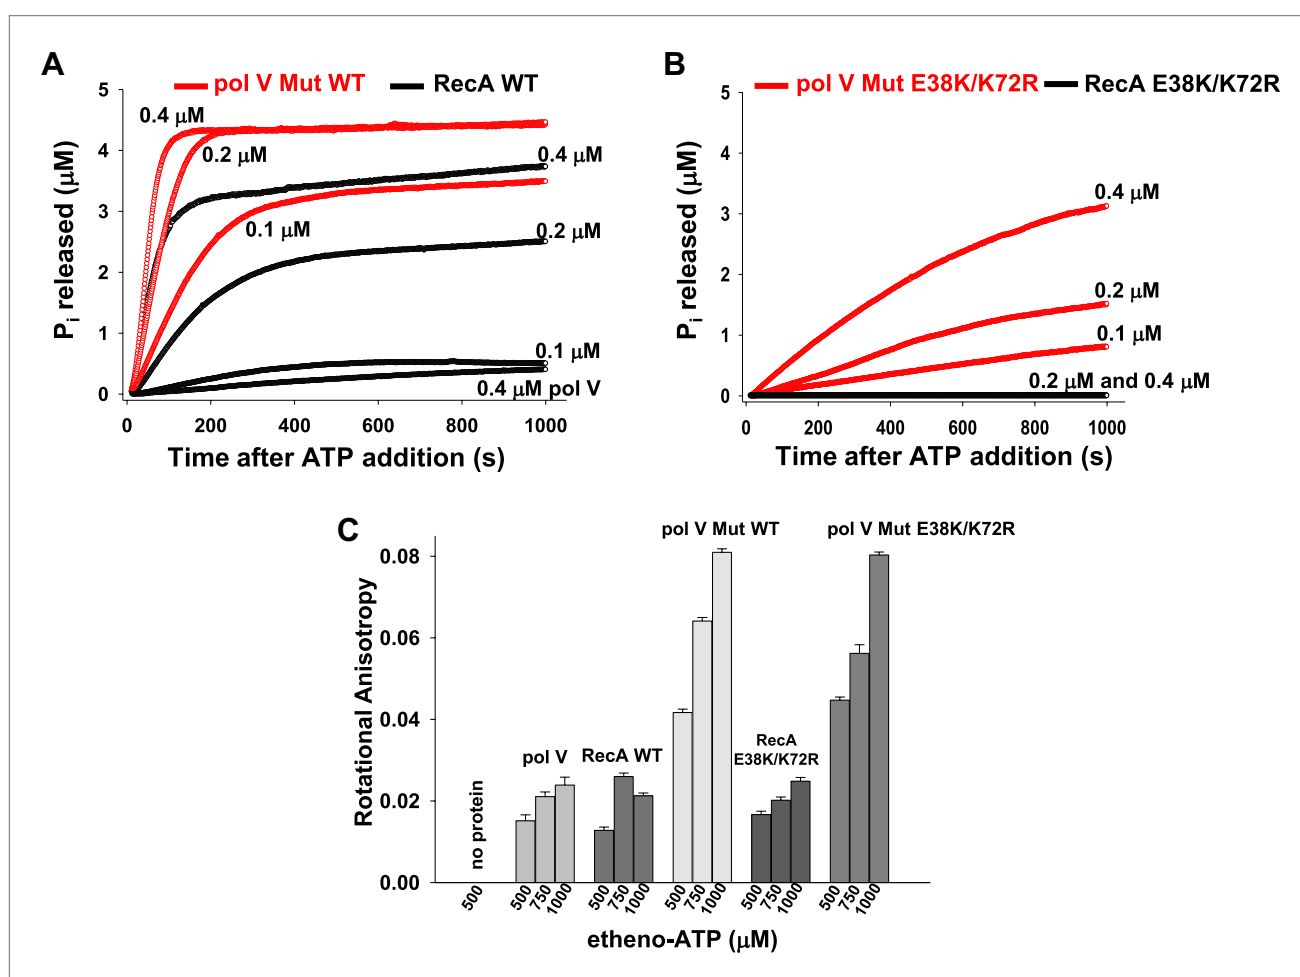 A
pol V Mut WT RecA WT
5
4
3
2
1
0
Pi released (μM)
0.4 μM
0.2 μM
0.1 μM
0.4 μM
0.2 μM
0.1 μM
0.4 μM pol V
0 200 400 600 800 1000
Time after ATP addition (s)
B
pol V Mut E38K/K72R RecA E38K/K72R
5
4
3
2
1
0
Pi released (μM)
0.4 μM
0.2 μM
0.1 μM
0.2 μM and 0.4 μM
0 200 400 600 800 1000
Time after ATP addition (s)
C
0.08
0.06
0.04
0.02
0.00
Rotational Anisotropy
no protein
pol V
RecA WT
pol V Mut WT
RecA
E38K/K72R
pol V Mut E38K/K72R
500 500 750 1000 500 750 1000 500 750 1000 500 750 1000 500 750 1000
etheno-ATP (μM)